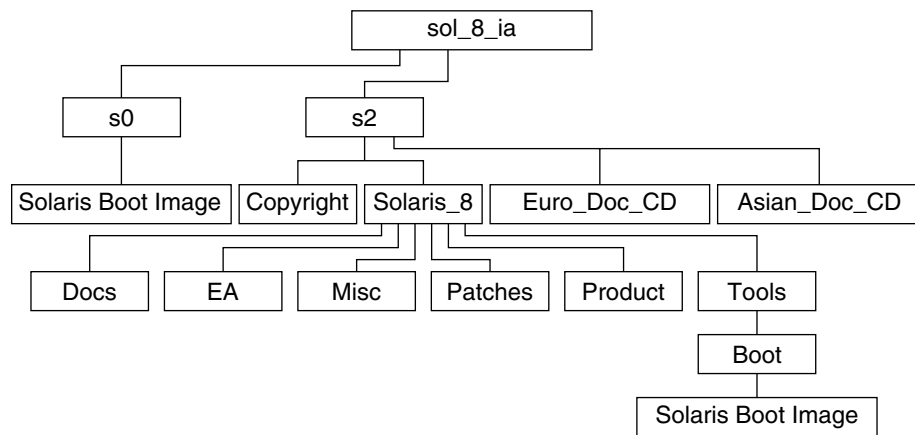 sol_8_ia
s0
s2
Solaris Boot Image
Copyright
Solaris_8
Euro_Doc_CD
Asian_Doc_CD
Docs
EA
Misc
Patches
Product
Tools
Boot
Solaris Boot Image